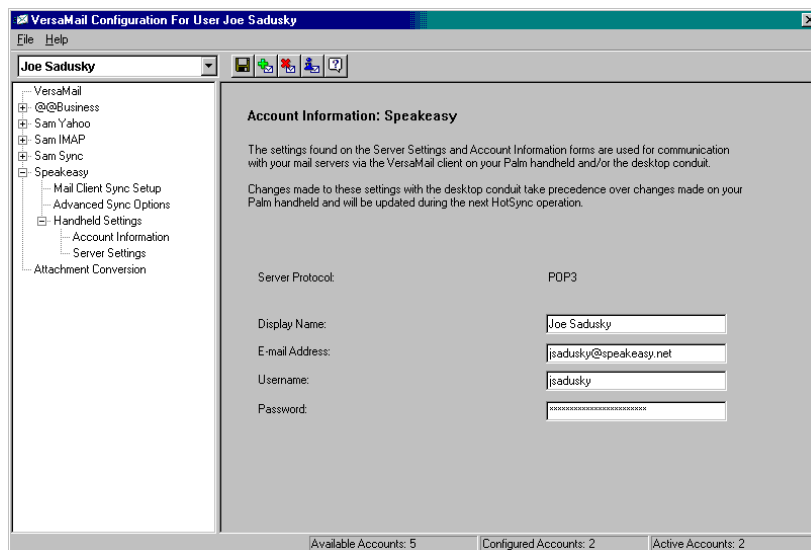 VersaMail Configuration For User Joe Sadusky
File Help
Joe Sadusky
VersaMail
@@Business
Sam Yahoo
Sam IMAP
Sam Sync
Speakeasy
Mail Client Sync Setup
Advanced Sync Options
Handheld Settings
Account Information
Server Settings
Attachment Conversion
Account Information: Speakeasy
The settings found on the Server Settings and Account Information forms are used for communication
with your mail servers via the VersaMail client on your Palm handheld and/or the desktop conduit.
Changes made to these settings with the desktop conduit take precedence over changes made on your
Palm handheld and will be updated during the next HotSync operation.
Server Protocol: POP3
Display Name: Joe Sadusky
E-mail Address: jsadusky@speakeasy.net
Username: jsadusky
Password: ************************
Available Accounts: 5 Configured Accounts: 2 Active Accounts: 2